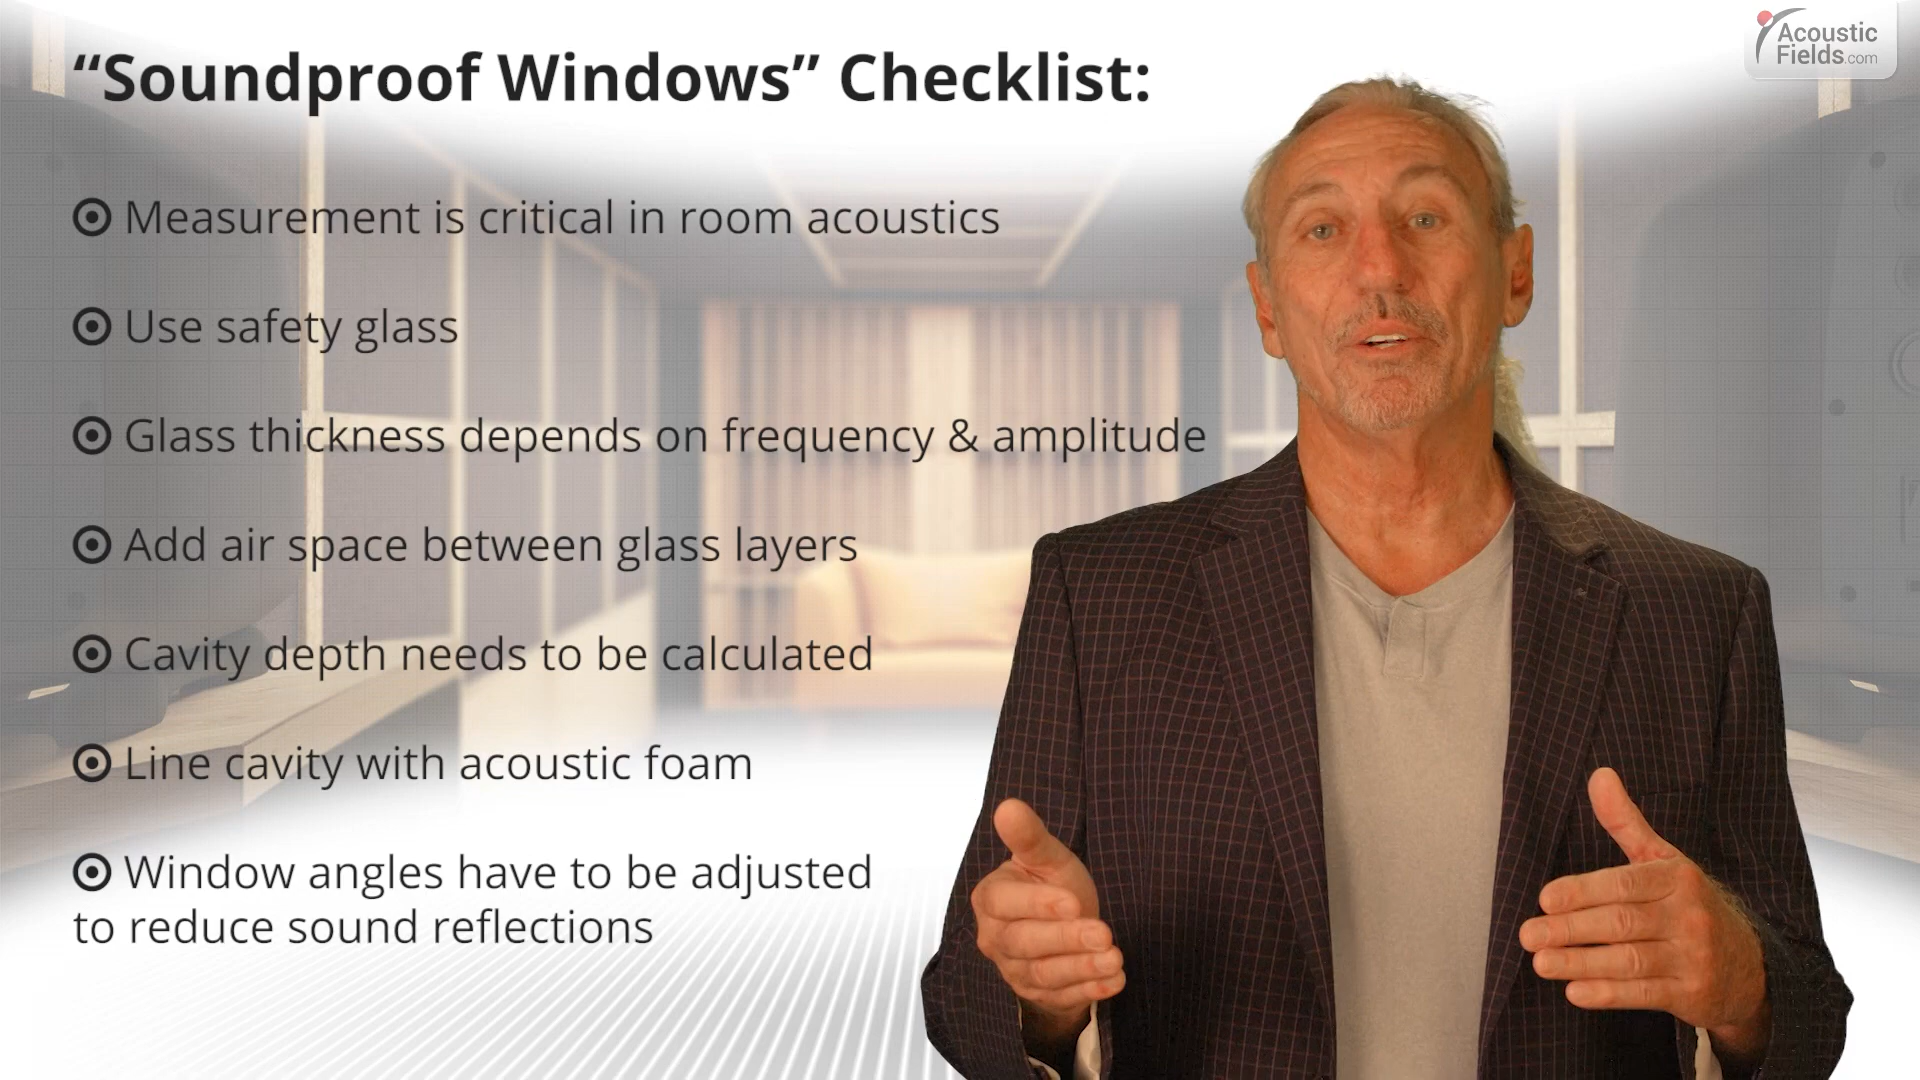 “Soundproof Windows” Checklist:
Acoustic
Fields.com
Measurement is critical in room acoustics
Use safety glass
Glass thickness depends on frequency & amplitude
Add air space between glass layers
Cavity depth needs to be calculated
Line cavity with acoustic foam
Window angles have to be adjusted
to reduce sound reflections